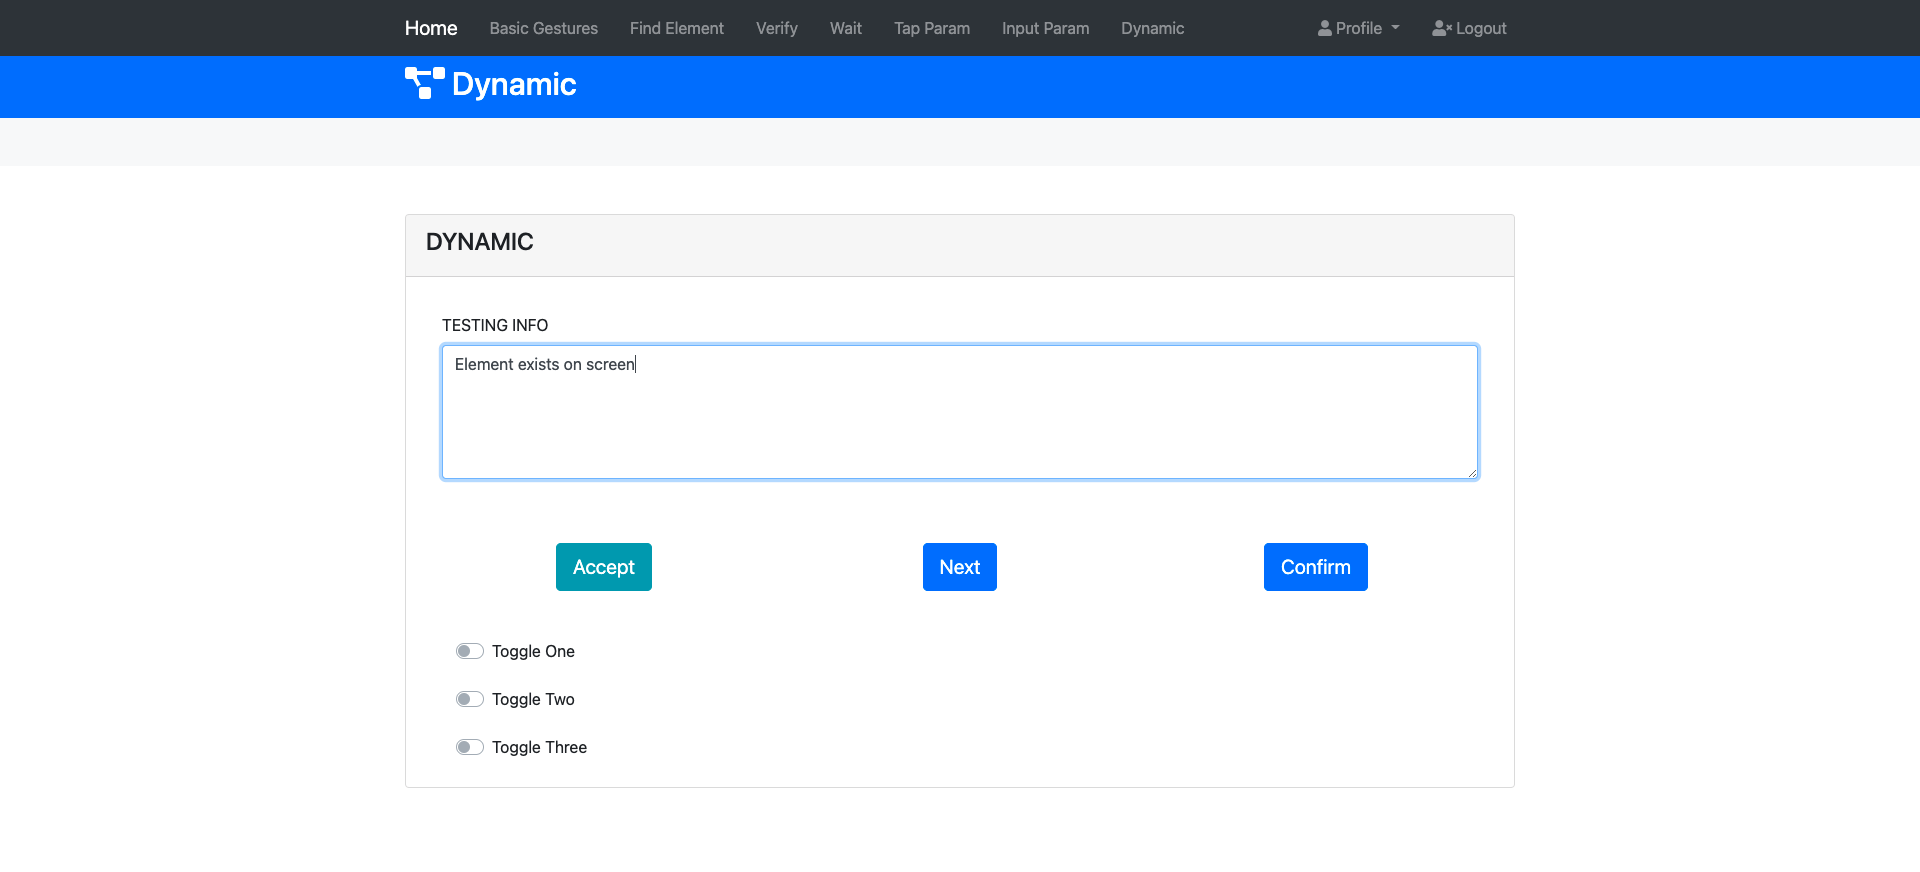 Home Basic Gestures Find Element Verify Wait Tap Param Input Param Dynamic Profile Logout
Dynamic
DYNAMIC
TESTING INFO
Element exists on screen
Accept Next Confirm
Toggle One
Toggle Two
Toggle Three